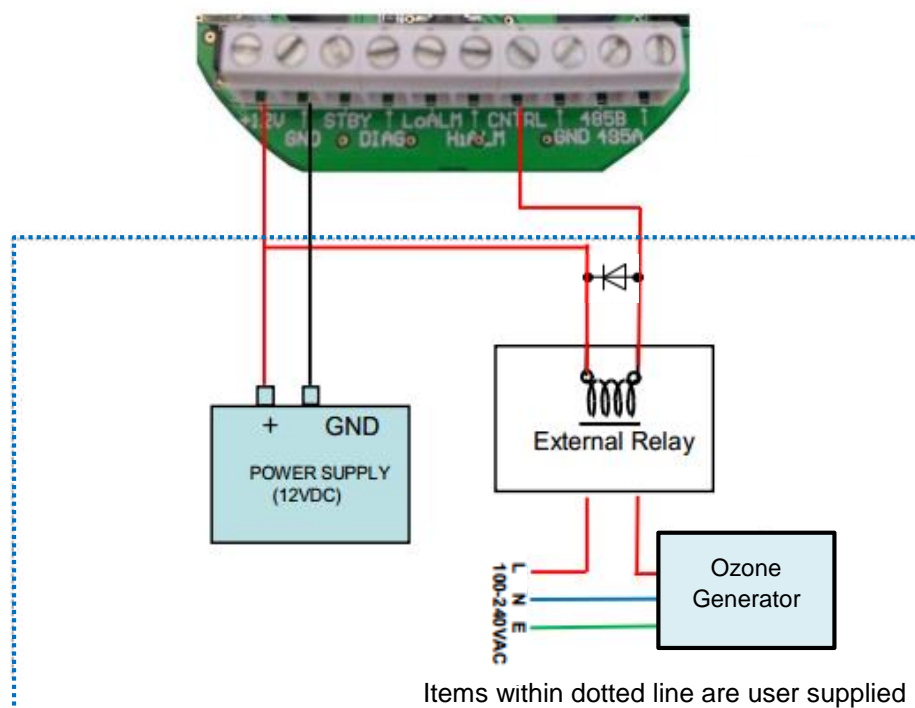 +12V STBY LoALM CNTRL 485B
GND DIAG HiALM GND 485A
+ GND
POWER SUPPLY
(12VDC)
External Relay
L
N
E
100-240VAC
Ozone
Generator
Items within dotted line are user supplied